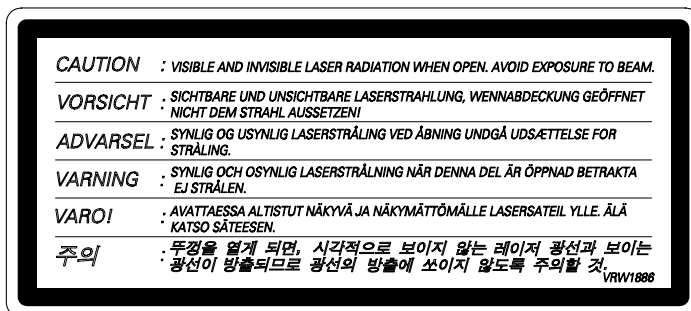 CAUTION : VISIBLE AND INVISIBLE LASER RADIATION WHEN OPEN. AVOID EXPOSURE TO BEAM.
VORSICHT : SICHTBARE UND UNSICHTBARE LASERSTRAHLUNG, WENNABDECKUNG GEÖFFNET
NICHT DEM STRAHL AUSSETZEN!
ADVARSEL : SYNLIG OG USYNLIG LASERSTRÅLING VED ÅBNING UNDGÅ UDSÆTTELSE FOR
STRÅLING.
VARNING : SYNLIG OCH OSYNLIG LASERSTRÅLNING NÄR DENNA DEL ÄR ÖPPNAD BETRAKTA
EJ STRÅLEN.
VARO! : AVATTAESSA ALTISTUT NÄKYVÄ JA NÄKYMÄTTÖMÄLLE LASERSATEIL YLLE. ÄLÄ
KATSO SÄTEESEN.
주의 : 뚜껑을 열게 되면, 시각적으로 보이지 않는 레이저 광선과 보이는
광선이 방출되므로 광선의 방출에 쏘이지 않도록 주의할 것.
VRW1886